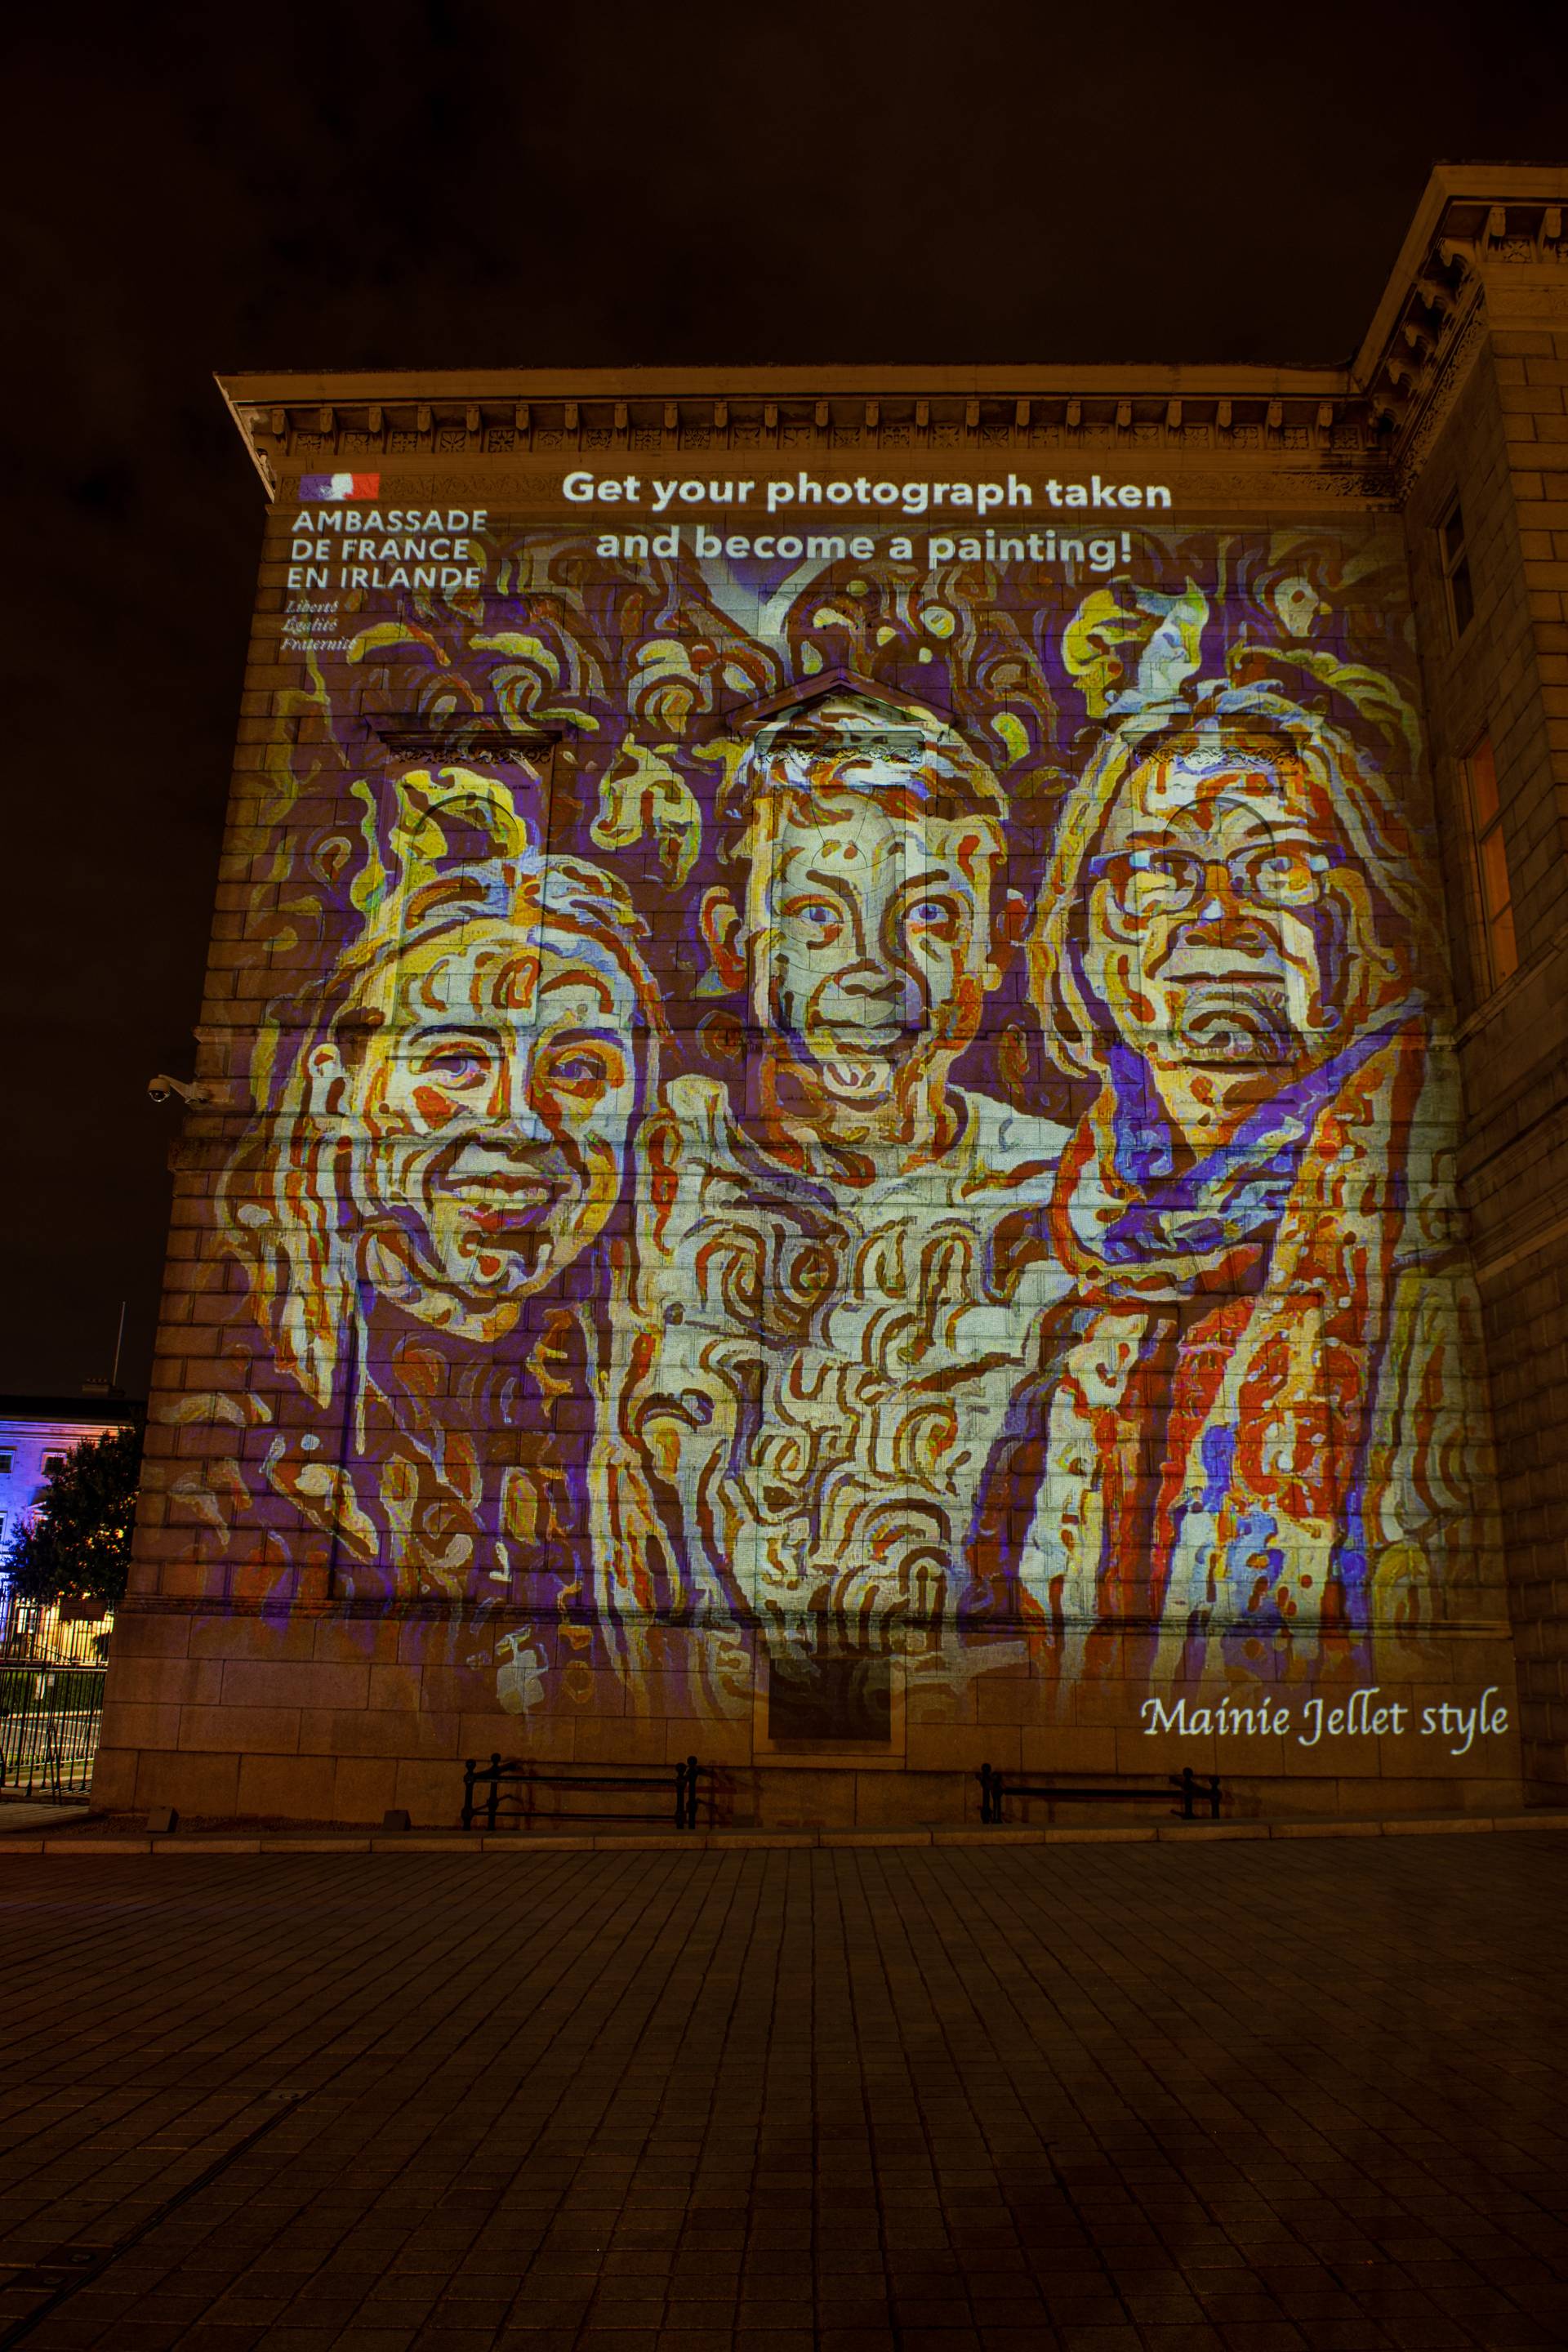 Get your photograph taken
and become a painting!
AMBASSADE
DE FRANCE
EN IRLANDE
Liberté
Égalité
Fraternité
Mainie Jellet style